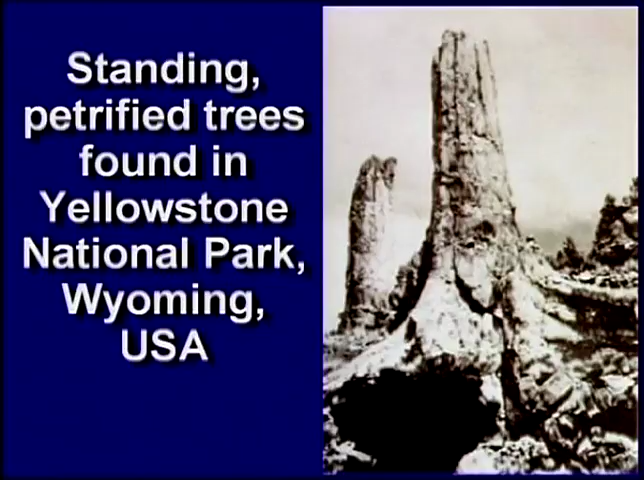 Standing,
petrified trees
found in
Yellowstone
National Park,
Wyoming,
USA